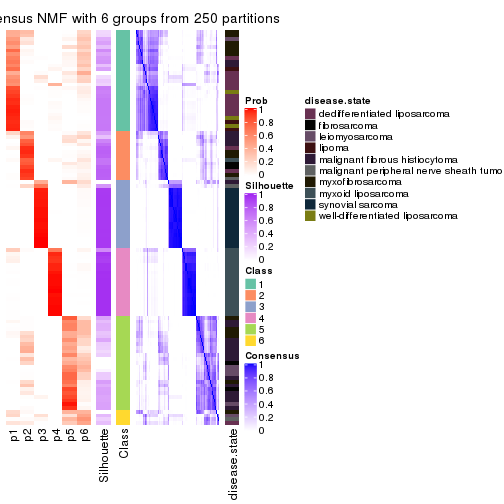 ensus NMF with 6 groups from 250 partitions
Prob
1
0.8
0.6
0.4
0.2
0
Silhouette
1
0.8
0.6
0.4
0.2
0
Class
1
2
3
4
5
6
Consensus
1
0.8
0.6
0.4
0.2
0
disease.state
dedifferentiated liposarcoma
fibrosarcoma
leiomyosarcoma
lipoma
malignant fibrous histiocytoma
malignant peripheral nerve sheath tumo
myxofibrosarcoma
myxoid liposarcoma
synovial sarcoma
well-differentiated liposarcoma
p1
p2
p3
p4
p5
p6
Silhouette
Class
disease.state